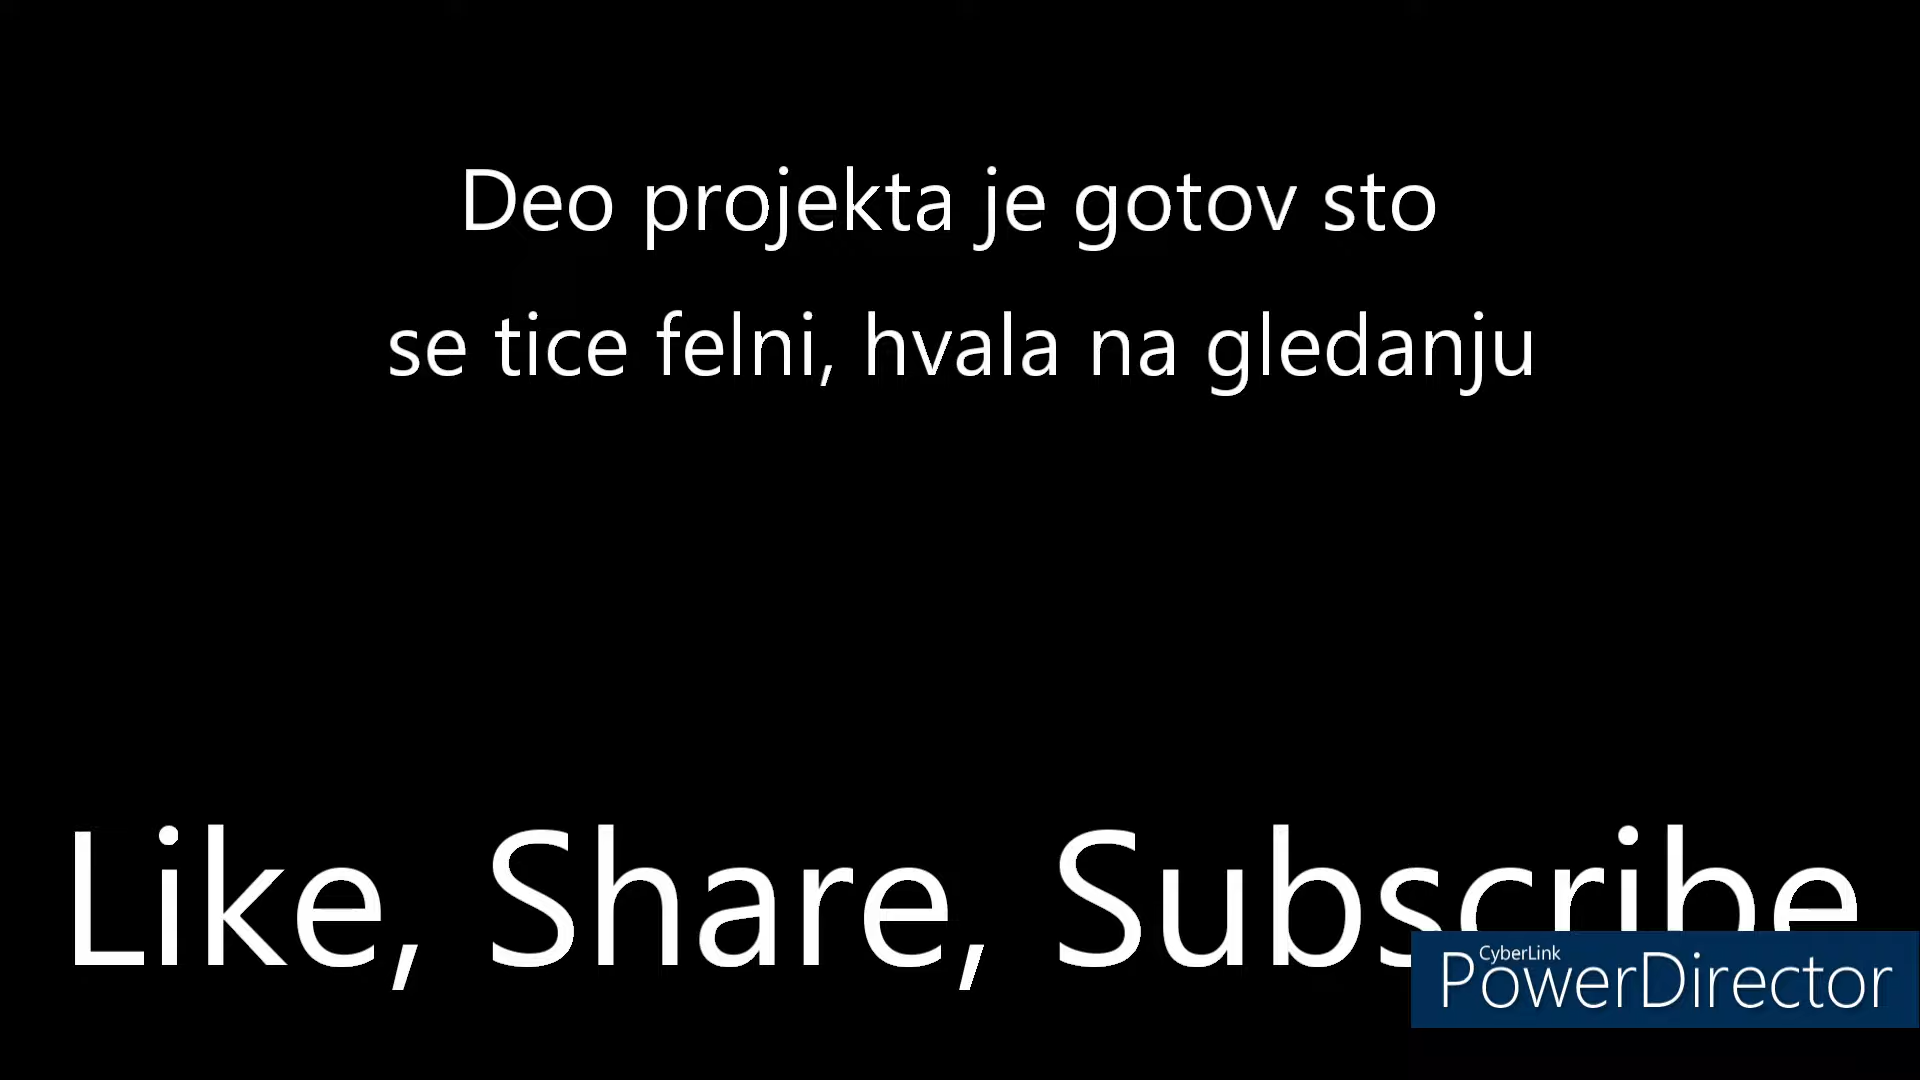 Deo projekta je gotov sto
se tice felni, hvala na gledanju
Like, Share, Subscribe
CyberLink
PowerDirector